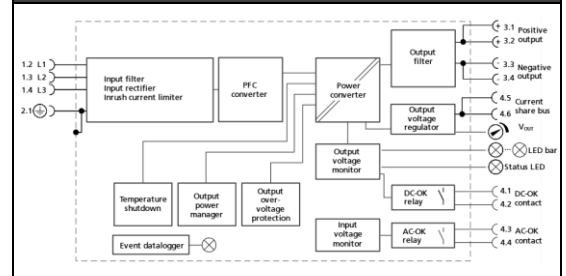 1.2 L1
1.3 L2
1.4 L3
2.1
Input filter
Input rectifier
Inrush current limiter
PFC
converter
Power
converter
Output
filter
+ 3.1 Positive
+ 3.2 output
- 3.3 Negative
- 3.4 output
Output
voltage
regulator
4.5 Current
4.6 share bus
VOUT
Output
voltage
monitor
LED bar
Status LED
Temperature
shutdown
Output
power
manager
Output
over-
voltage
protection
DC-OK
relay
4.1 DC-OK
4.2 contact
Event datalogger
Input
voltage
monitor
AC-OK
relay
4.3 AC-OK
4.4 contact